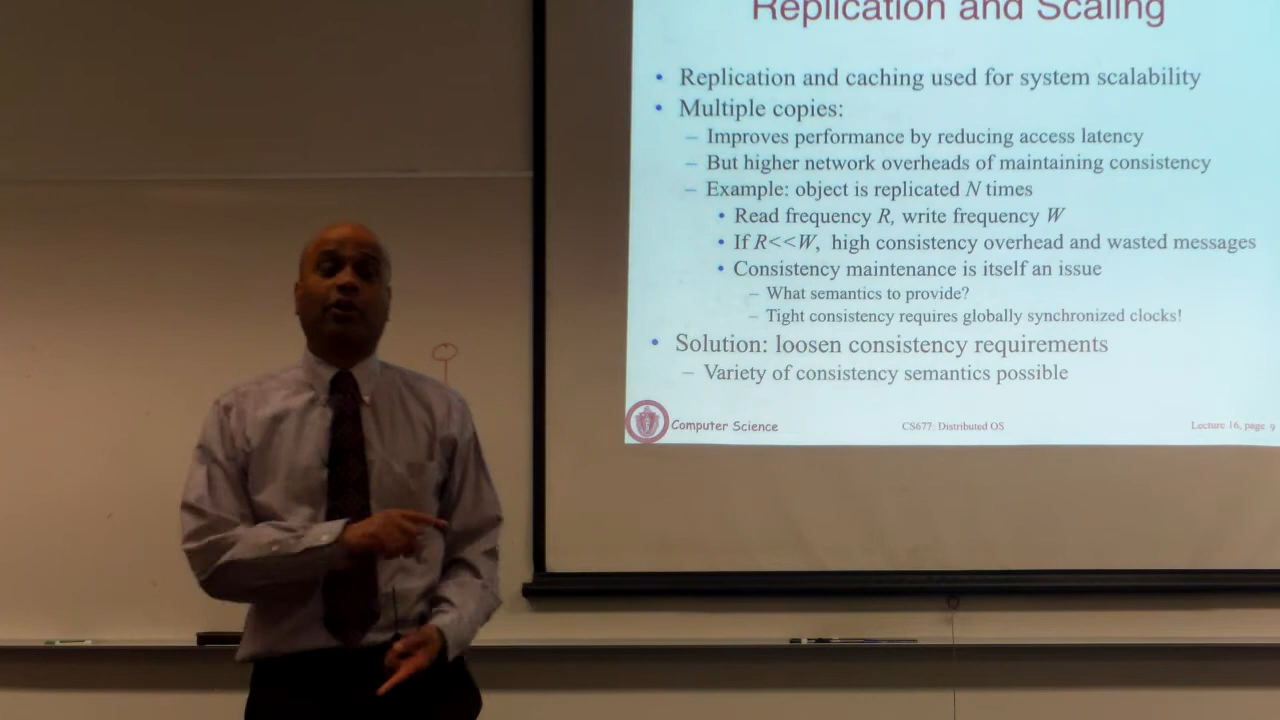 Replication and Scaling
• Replication and caching used for system scalability
• Multiple copies:
– Improves performance by reducing access latency
– But higher network overheads of maintaining consistency
– Example: object is replicated N times
• Read frequency R, write frequency W
• If R<<W, high consistency overhead and wasted messages
• Consistency maintenance is itself an issue
– What semantics to provide?
– Tight consistency requires globally synchronized clocks!
• Solution: loosen consistency requirements
– Variety of consistency semantics possible
Computer Science CS677: Distributed OS Lecture 16, page 9